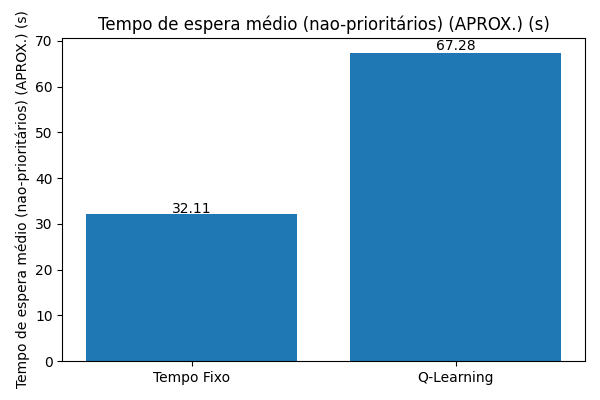 Tempo de espera médio (nao-prioritários) (APROX.) (s)
Tempo de espera médio (nao-prioritários) (APROX.) (s)
70
60
50
40
30
20
10
0
32.11
67.28
Tempo Fixo
Q-Learning